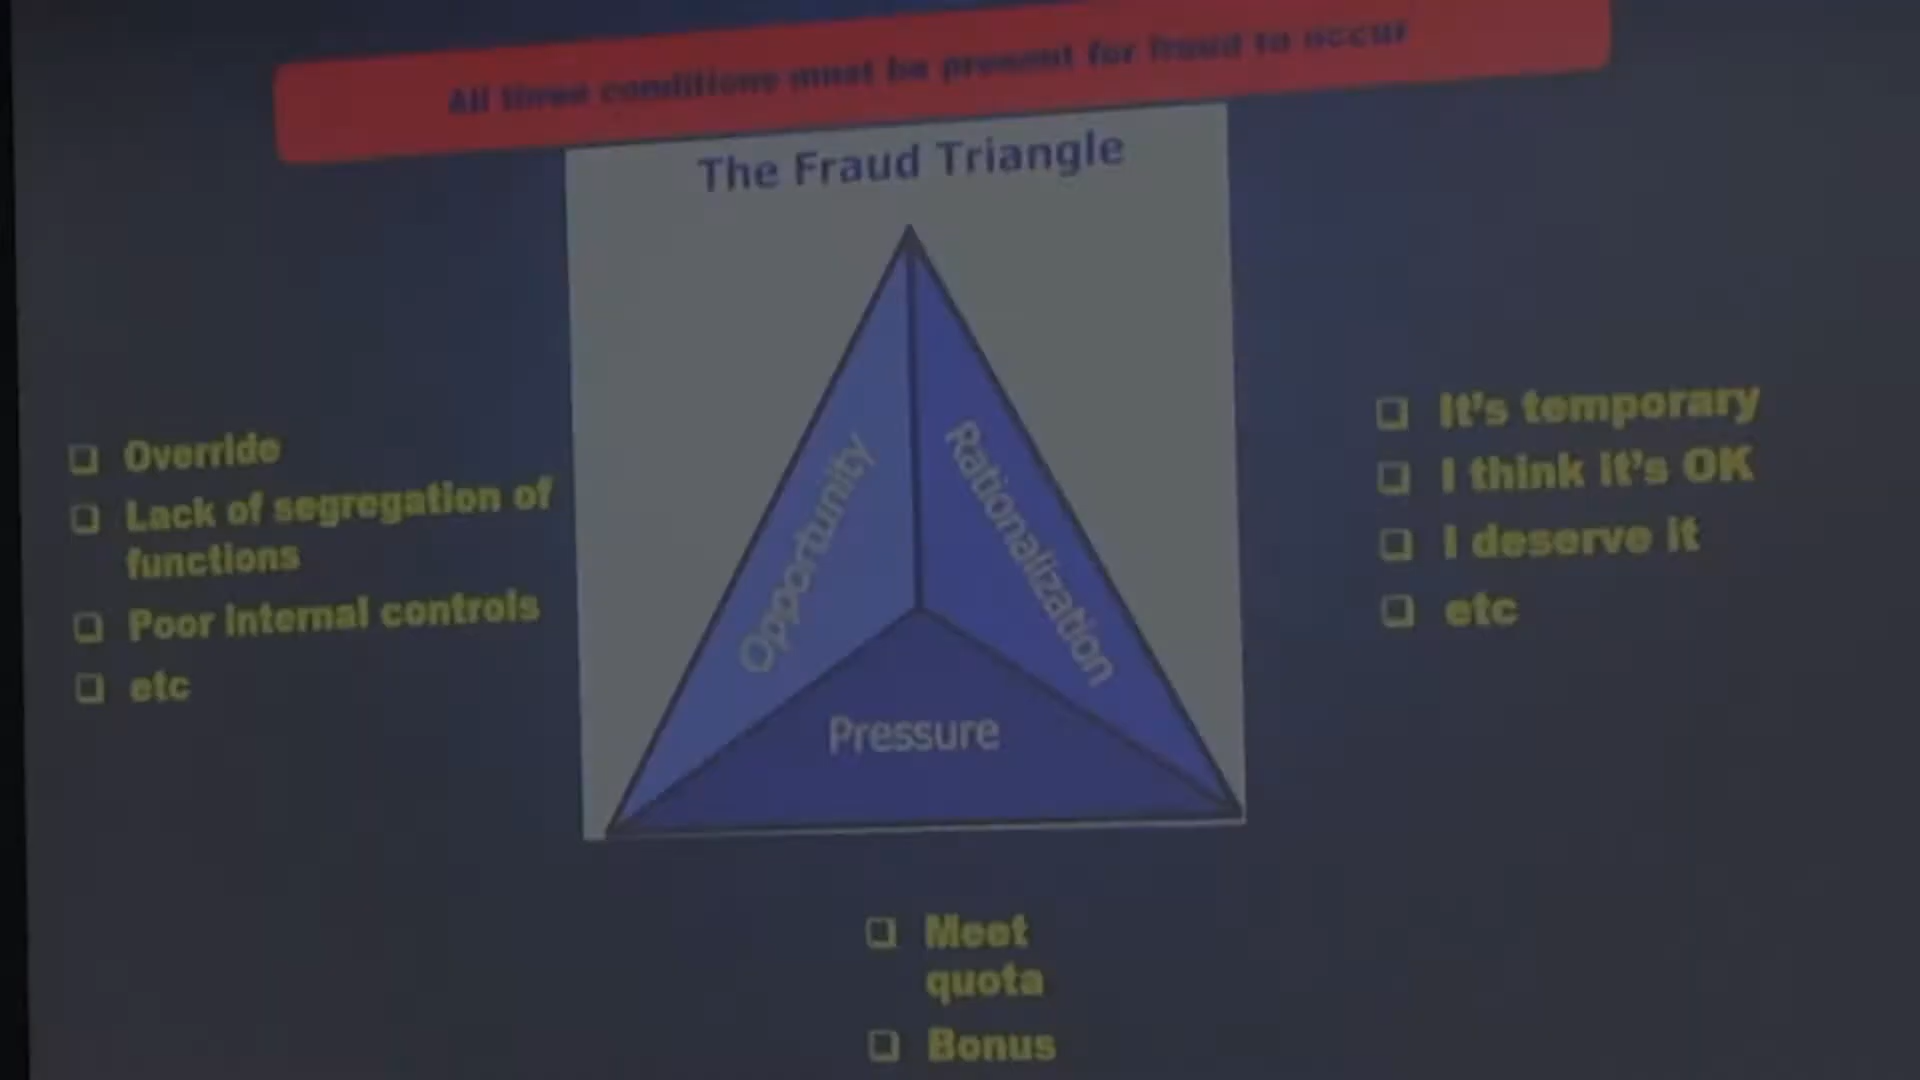 All three conditions must be present for fraud to occur
The Fraud Triangle
Opportunity
Rationalization
Pressure
❑ Override
❑ Lack of segregation of
functions
❑ Poor internal controls
❑ etc
❑ It's temporary
❑ I think it's OK
❑ I deserve it
❑ etc
❑ Meet
quota
❑ Bonus